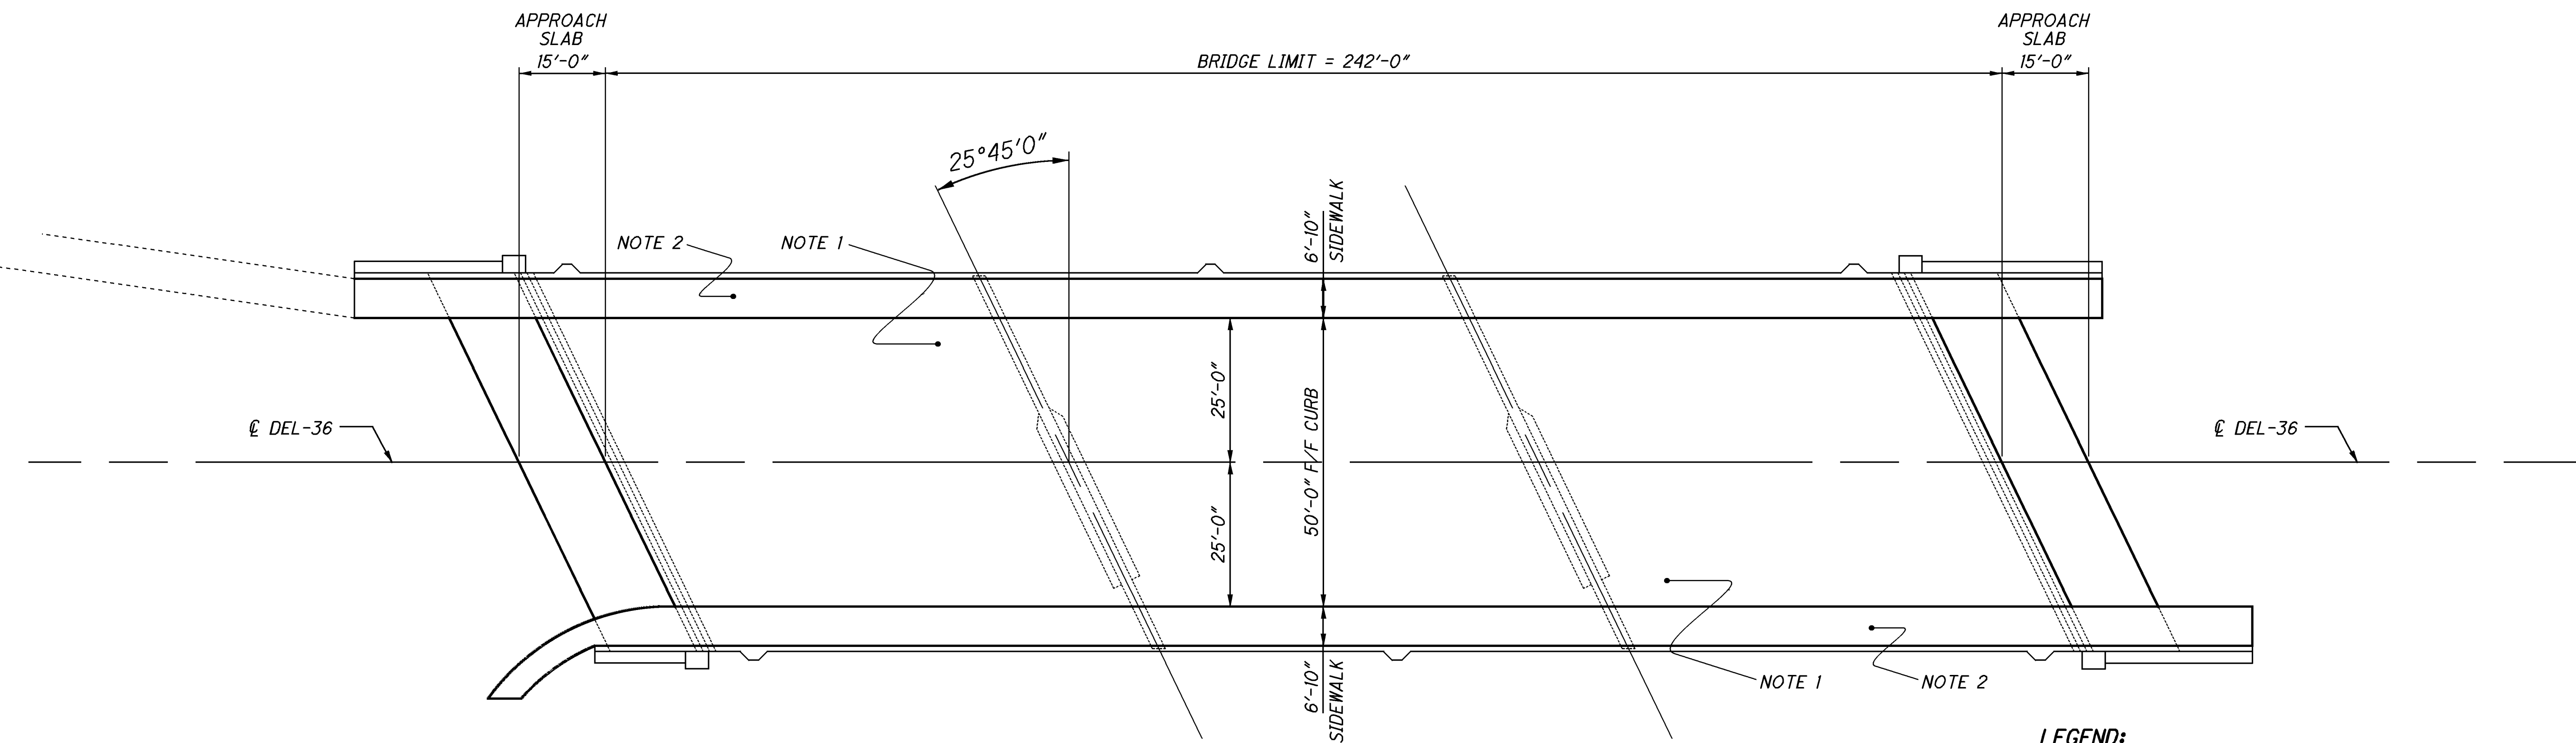 APPROACH
SLAB
15'-0"
BRIDGE LIMIT = 242'-0"
APPROACH
SLAB
15'-0"
25°45'0"
6'-10"
SIDEWALK
NOTE 2
NOTE 1
25'-0"
50'-0" F/F CURB
℄ DEL-36
℄ DEL-36
25'-0"
6'-10"
SIDEWALK
NOTE 1
NOTE 2
LEGEND: